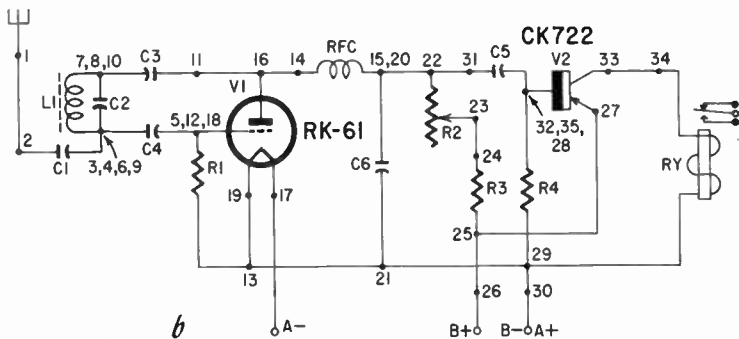 CK722
1
7,8,10
C3
11
16
14
RFC
15,20
22
31
C5
V2
33
34
V1
L1
C2
5,12,18
RK-61
R2
23
27
32,35,
28
2
C1
3,4,6,9
C4
R1
C6
24
R3
R4
RY
19
17
25
29
13
21
26
30
b
A-
B+
B-
A+